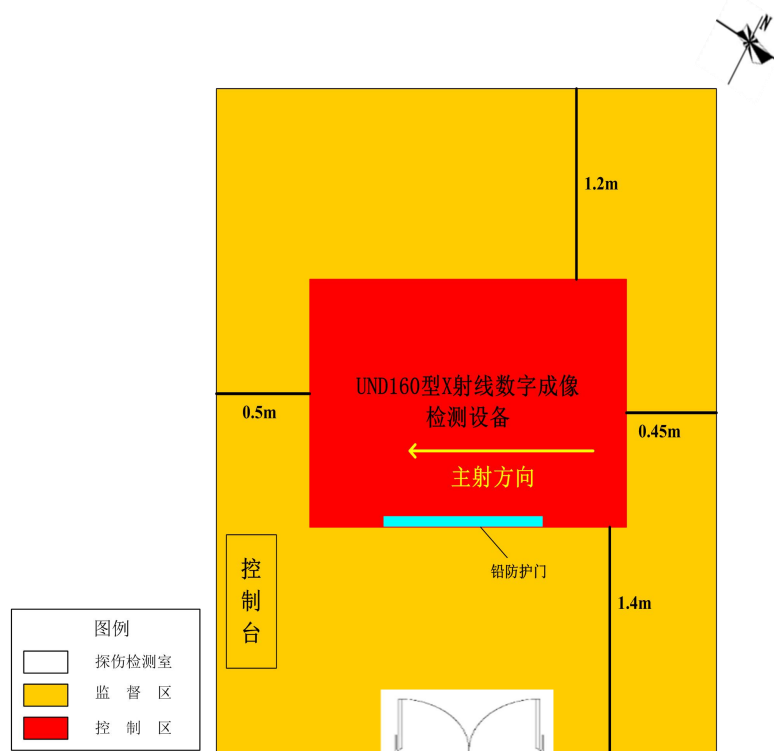 N
1.2m
UND160型X射线数字成像
检测设备
0.5m
0.45m
主射方向
铅防护门
控
制
台
1.4m
图例
探伤检测室
监 督 区
控 制 区